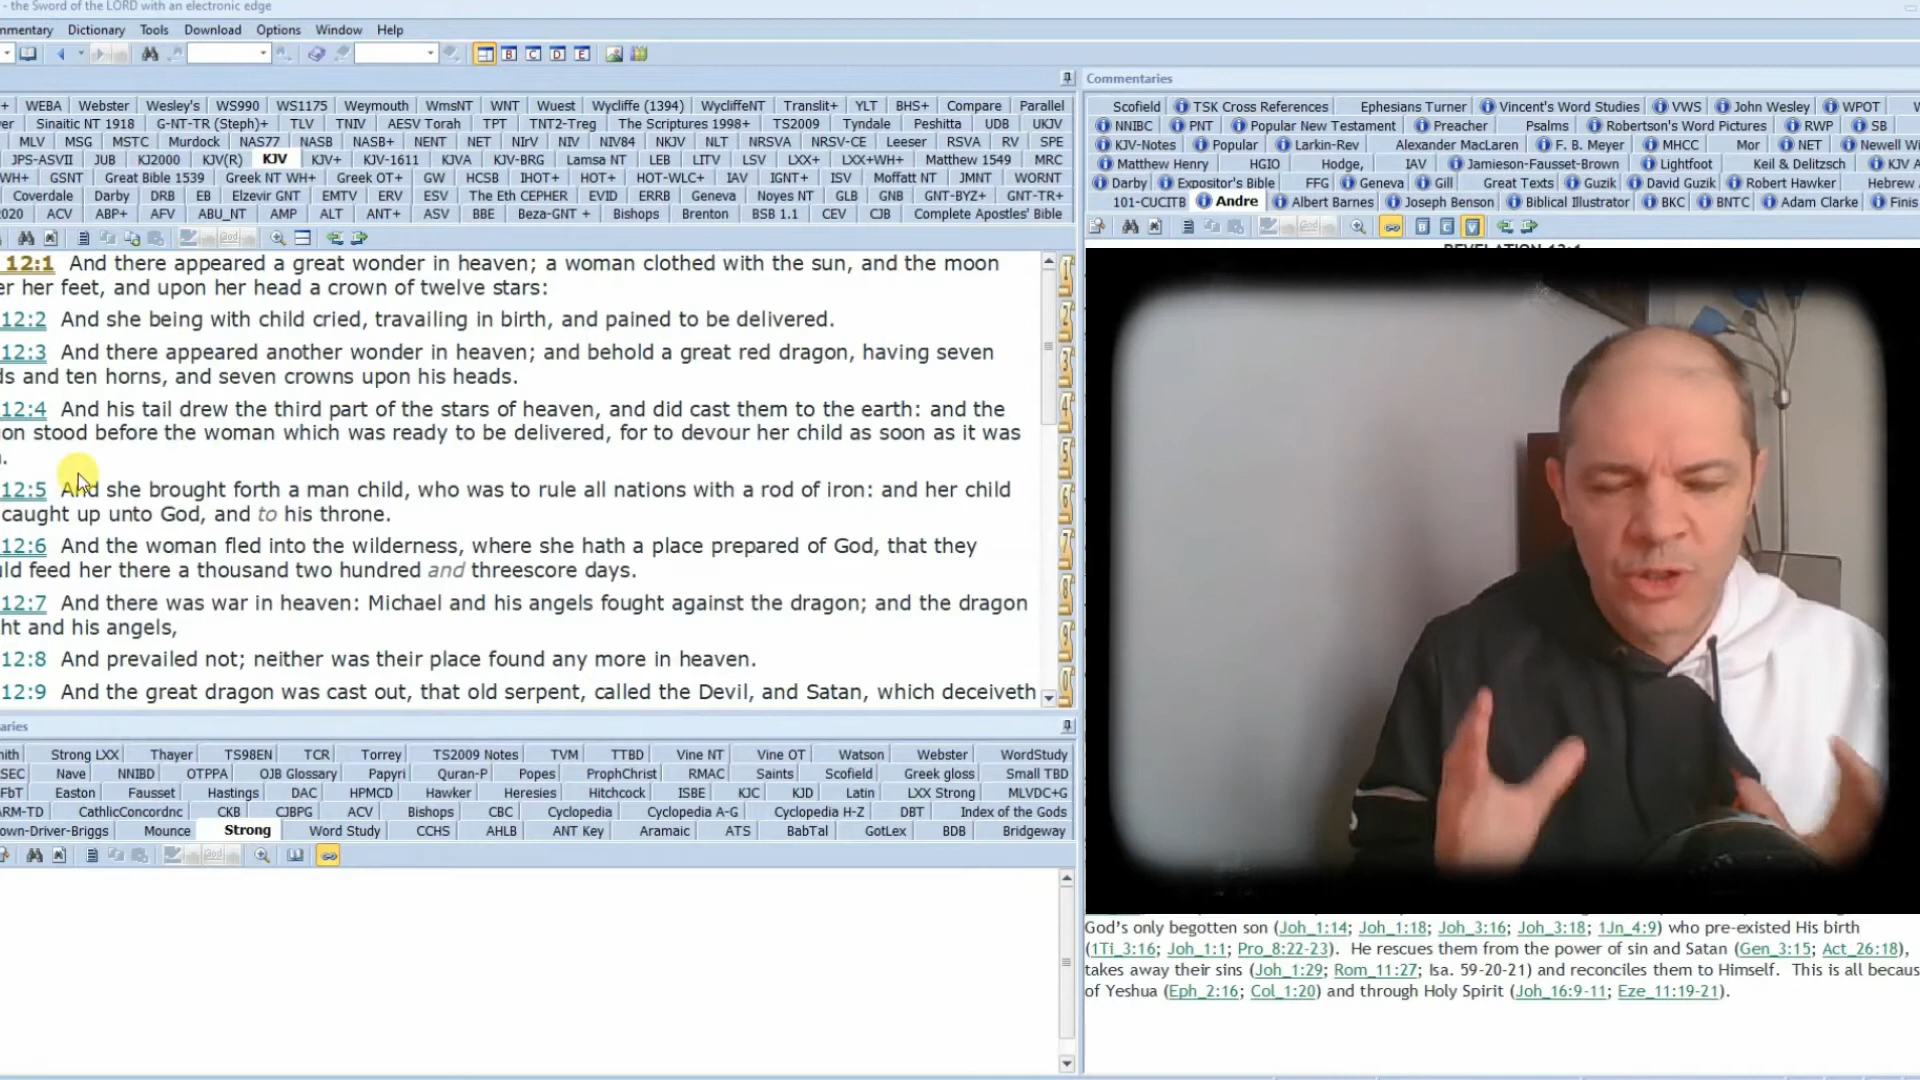 - the Sword of the LORD with an electronic edge
mmentary Dictionary Tools Download Options Window Help
B C D E
+ WEBA Webster Wesley's WS990 WS1175 Weymouth WmsNT WNT Wuest Wycliffe (1394) WycliffeNT Translit+ YLT BHS+ Compare Parallel
er Sinaitic NT 1918 G-NT-TR (Steph)+ TLV TNIV AESV Torah TPT TNT2-Treg The Scriptures 1998+ TS2009 Tyndale Peshitta UDB UKJV
MLV MSG MSTC Murdock NAS77 NASB NASB+ NENT NET NIrV NIV NIV84 NKJV NLT NRSVA NRSV-CE Leeser RSVA RV SPE
JPS-ASVII JUB KJ2000 KJV(R) KJV KJV+ KJV-1611 KJVA KJV-BRG Lamsa NT LEB LITV LSV LXX+ LXX+WH+ Matthew 1549 MRC
WH+ GSNT Great Bible 1539 Greek NT WH+ Greek OT+ GW HCSB IHOT+ HOT+ HOT-WLC+ IAV IGNT+ ISV Moffatt NT JMNT WORNT
Coverdale Darby DRB EB Elzevir GNT EMTV ERV ESV The Eth CEPHER EVID ERRB Geneva Noyes NT GLB GNB GNT-BYZ+ GNT-TR+
2020 ACV ABP+ AFV ABU_NT AMP ALT ANT+ ASV BBE Beza-GNT + Bishops Brenton BSB 1.1 CEV CJB Complete Apostles' Bible
12:1 And there appeared a great wonder in heaven; a woman clothed with the sun, and the moon
er her feet, and upon her head a crown of twelve stars:
12:2 And she being with child cried, travailing in birth, and pained to be delivered.
12:3 And there appeared another wonder in heaven; and behold a great red dragon, having seven
ds and ten horns, and seven crowns upon his heads.
12:4 And his tail drew the third part of the stars of heaven, and did cast them to the earth: and the
on stood before the woman which was ready to be delivered, for to devour her child as soon as it was
12:5 And she brought forth a man child, who was to rule all nations with a rod of iron: and her child
caught up unto God, and to his throne.
12:6 And the woman fled into the wilderness, where she hath a place prepared of God, that they
ld feed her there a thousand two hundred and threescore days.
12:7 And there was war in heaven: Michael and his angels fought against the dragon; and the dragon
ht and his angels,
12:8 And prevailed not; neither was their place found any more in heaven.
12:9 And the great dragon was cast out, that old serpent, called the Devil, and Satan, which deceiveth
aries
mith Strong LXX Thayer TS98EN TCR Torrey TS2009 Notes TVM TTBD Vine NT Vine OT Watson Webster WordStudy
SEC Nave NNIBD OTPPA OJB Glossary Papyri Quran-P Popes ProphChrist RMAC Saints Scofield Greek gloss Small TBD
FbT Easton Fausset Hastings DAC HPMCD Hawker Heresies Hitchcock ISBE KJC KJD Latin LXX Strong MLVDC+G
ARM-TD CathlicConcordnc CKB CJBPG ACV Bishops CBC Cyclopedia Cyclopedia A-G Cyclopedia H-Z DBT Index of the Gods
own-Driver-Briggs Mounce Strong Word Study CCHS AHLB ANT Key Aramaic ATS BabTal GotLex BDB Bridgeway
Commentaries
Scofield TSK Cross References Ephesians Turner Vincent's Word Studies VWS John Wesley WPOT W
NNIBC PNT Popular New Testament Preacher Psalms Robertson's Word Pictures RWP SB
KJV-Notes Popular Larkin-Rev Alexander MacLaren F. B. Meyer MHCC Mor NET Newell Wi
Matthew Henry HGIO Hodge, IAV Jamieson-Fausset-Brown Lightfoot Keil & Delitzsch KJV A
Darby Expositor's Bible FFG Geneva Gill Great Texts Guzik David Guzik Robert Hawker Hebrew
101-CUCITB Andre Albert Barnes Joseph Benson Biblical Illustrator BKC BNTC Adam Clarke Finis
B C V
REVELATION 12:1
God's only begotten son (Joh_1:14; Joh_1:18; Joh_3:16; Joh_3:18; 1Jn_4:9) who pre-existed His birth
(1Ti_3:16; Joh_1:1; Pro_8:22-23). He rescues them from the power of sin and Satan (Gen_3:15; Act_26:18),
takes away their sins (Joh_1:29; Rom_11:27; Isa. 59-20-21) and reconciles them to Himself. This is all becaus
of Yeshua (Eph_2:16; Col_1:20) and through Holy Spirit (Joh_16:9-11; Eze_11:19-21).